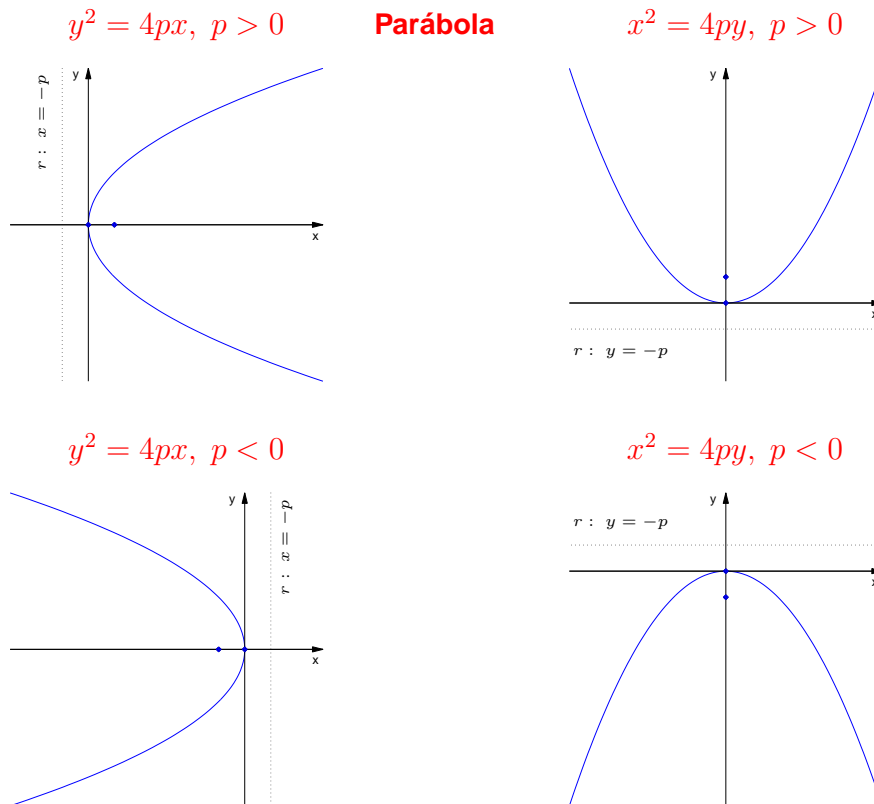 y² = 4px, p > 0
Parábola
x² = 4py, p > 0
y
r : x = −p
x
y
x
r : y = −p
y² = 4px, p < 0
x² = 4py, p < 0
y
r : x = −p
x
y
r : y = −p
x